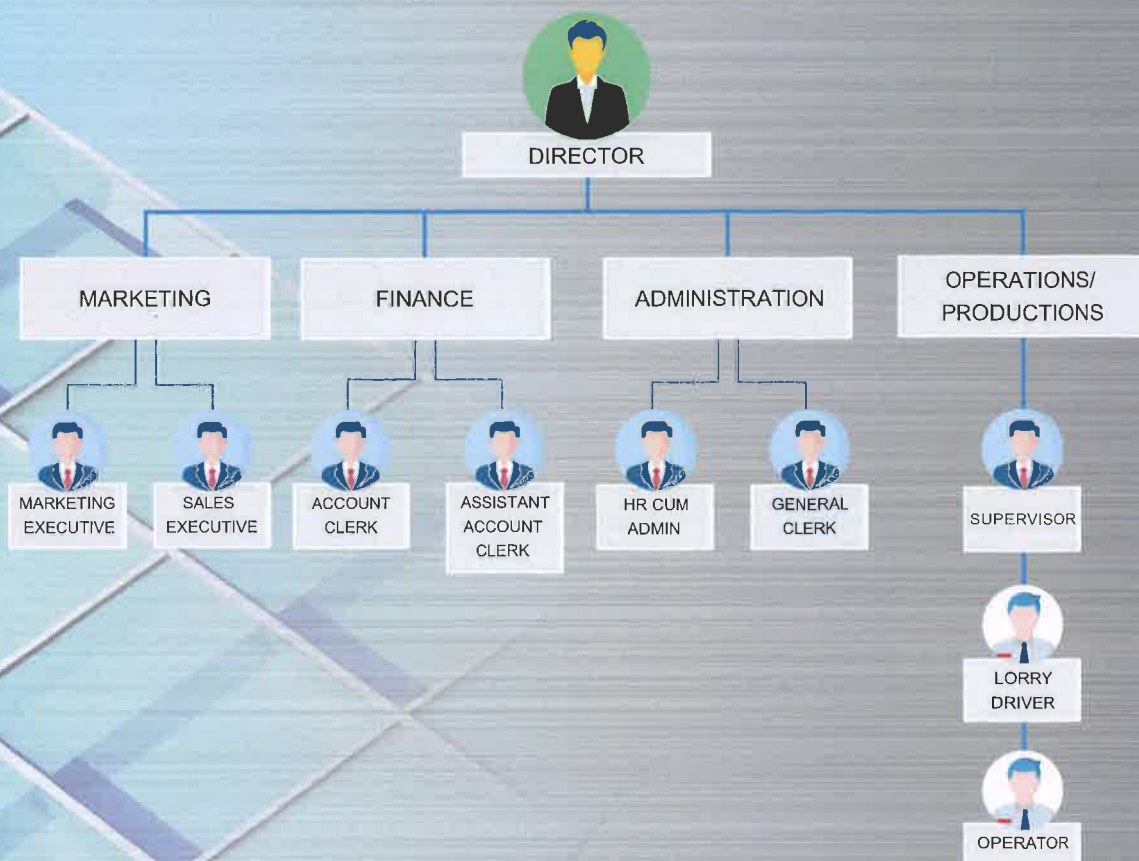 DIRECTOR
MARKETING
FINANCE
ADMINISTRATION
OPERATIONS/
PRODUCTIONS
MARKETING
EXECUTIVE
SALES
EXECUTIVE
ACCOUNT
CLERK
ASSISTANT
ACCOUNT
CLERK
HR CUM
ADMIN
GENERAL
CLERK
SUPERVISOR
LORRY
DRIVER
OPERATOR